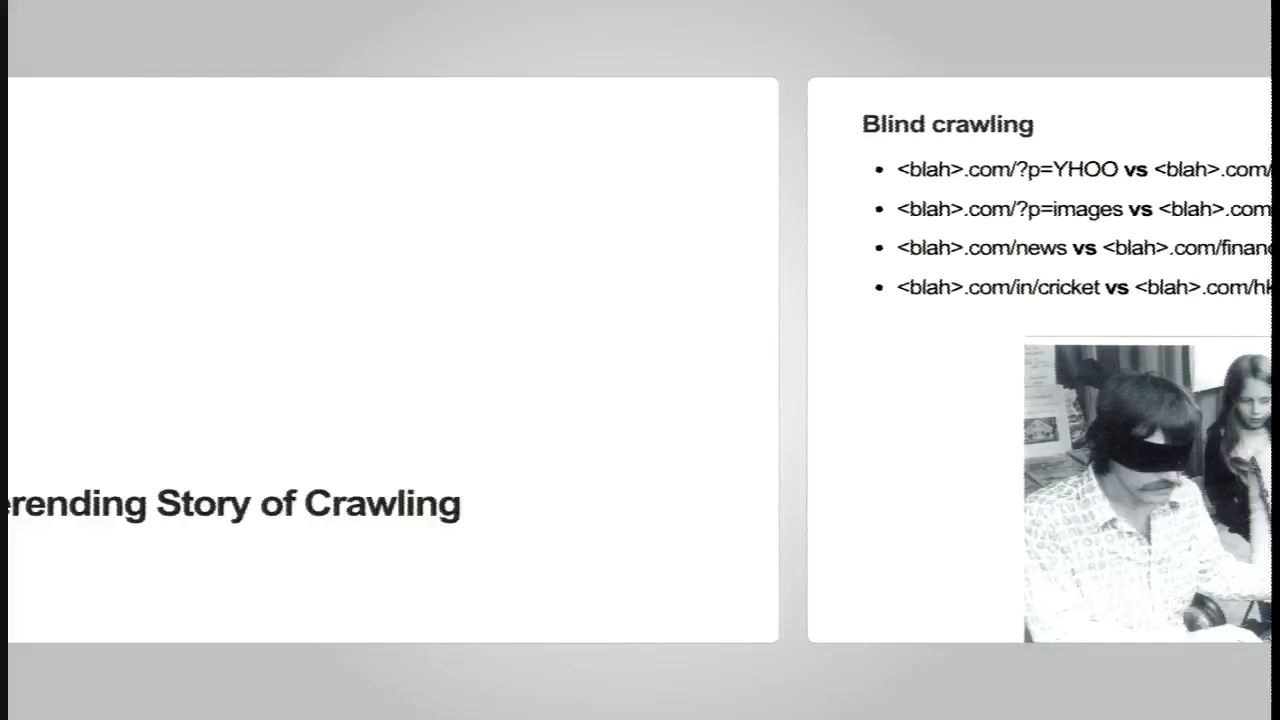 erending Story of Crawling
Blind crawling
• <blah>.com/?p=YHOO vs <blah>.com/
• <blah>.com/?p=images vs <blah>.com
• <blah>.com/news vs <blah>.com/financ
• <blah>.com/in/cricket vs <blah>.com/hk